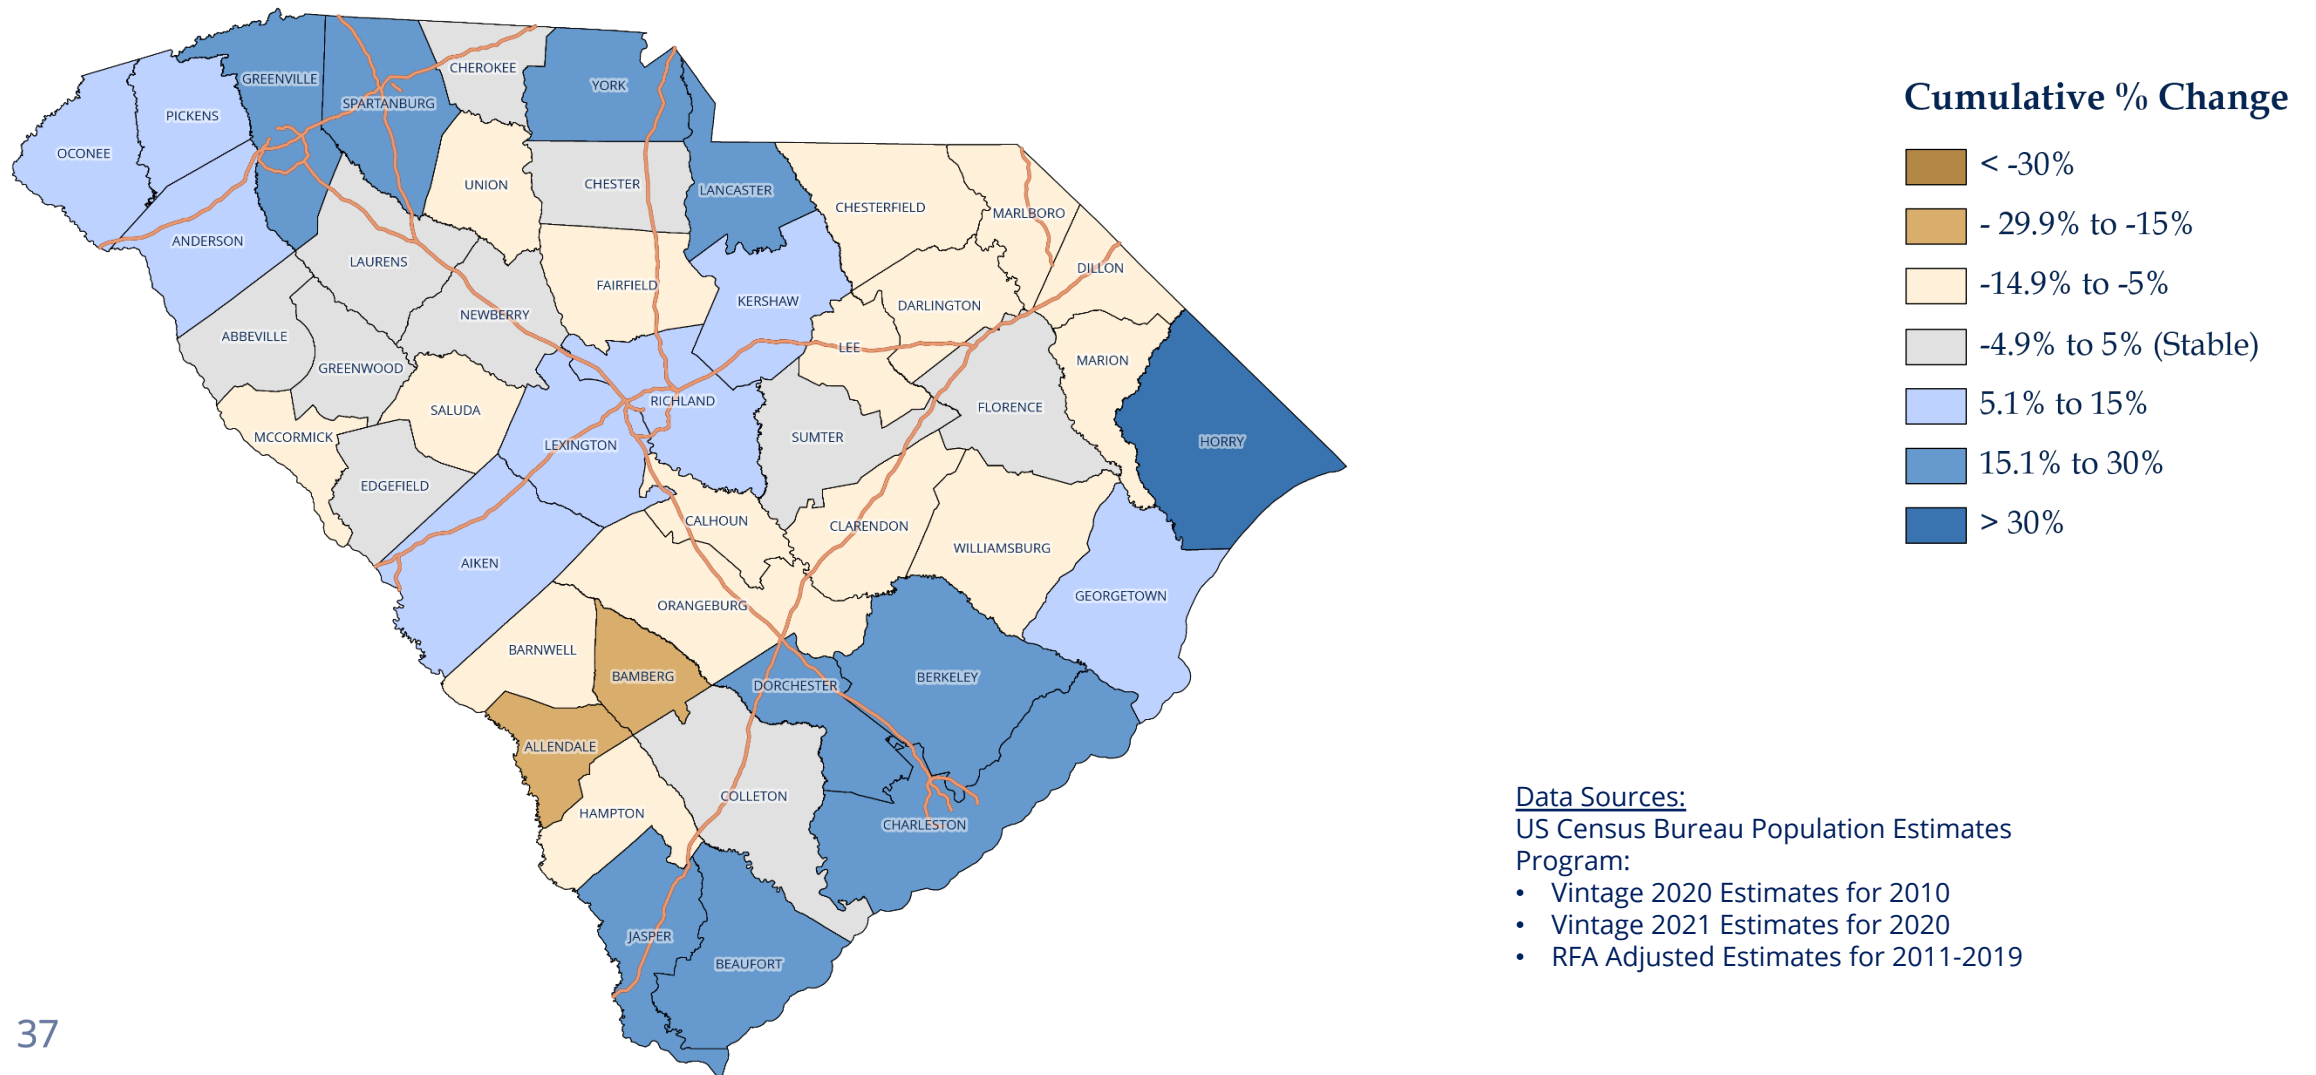 GREENVILLE
CHEROKEE
YORK
SPARTANBURG
PICKENS
OCONEE
UNION
CHESTER
LANCASTER
CHESTERFIELD
MARLBORO
ANDERSON
LAURENS
DILLON
FAIRFIELD
KERSHAW
DARLINGTON
NEWBERRY
ABBEVILLE
LEE
MARION
GREENWOOD
RICHLAND
SALUDA
FLORENCE
MCCORMICK
LEXINGTON
SUMTER
HORRY
EDGEFIELD
CALHOUN
CLARENDON
WILLIAMSBURG
AIKEN
ORANGEBURG
GEORGETOWN
BARNWELL
BAMBERG
DORCHESTER
BERKELEY
ALLENDALE
COLLETON
HAMPTON
CHARLESTON
JASPER
BEAUFORT
Cumulative % Change
< -30%
- 29.9% to -15%
-14.9% to -5%
-4.9% to 5% (Stable)
5.1% to 15%
15.1% to 30%
> 30%
Data Sources:
US Census Bureau Population Estimates
Program:
• Vintage 2020 Estimates for 2010
• Vintage 2021 Estimates for 2020
• RFA Adjusted Estimates for 2011-2019
37